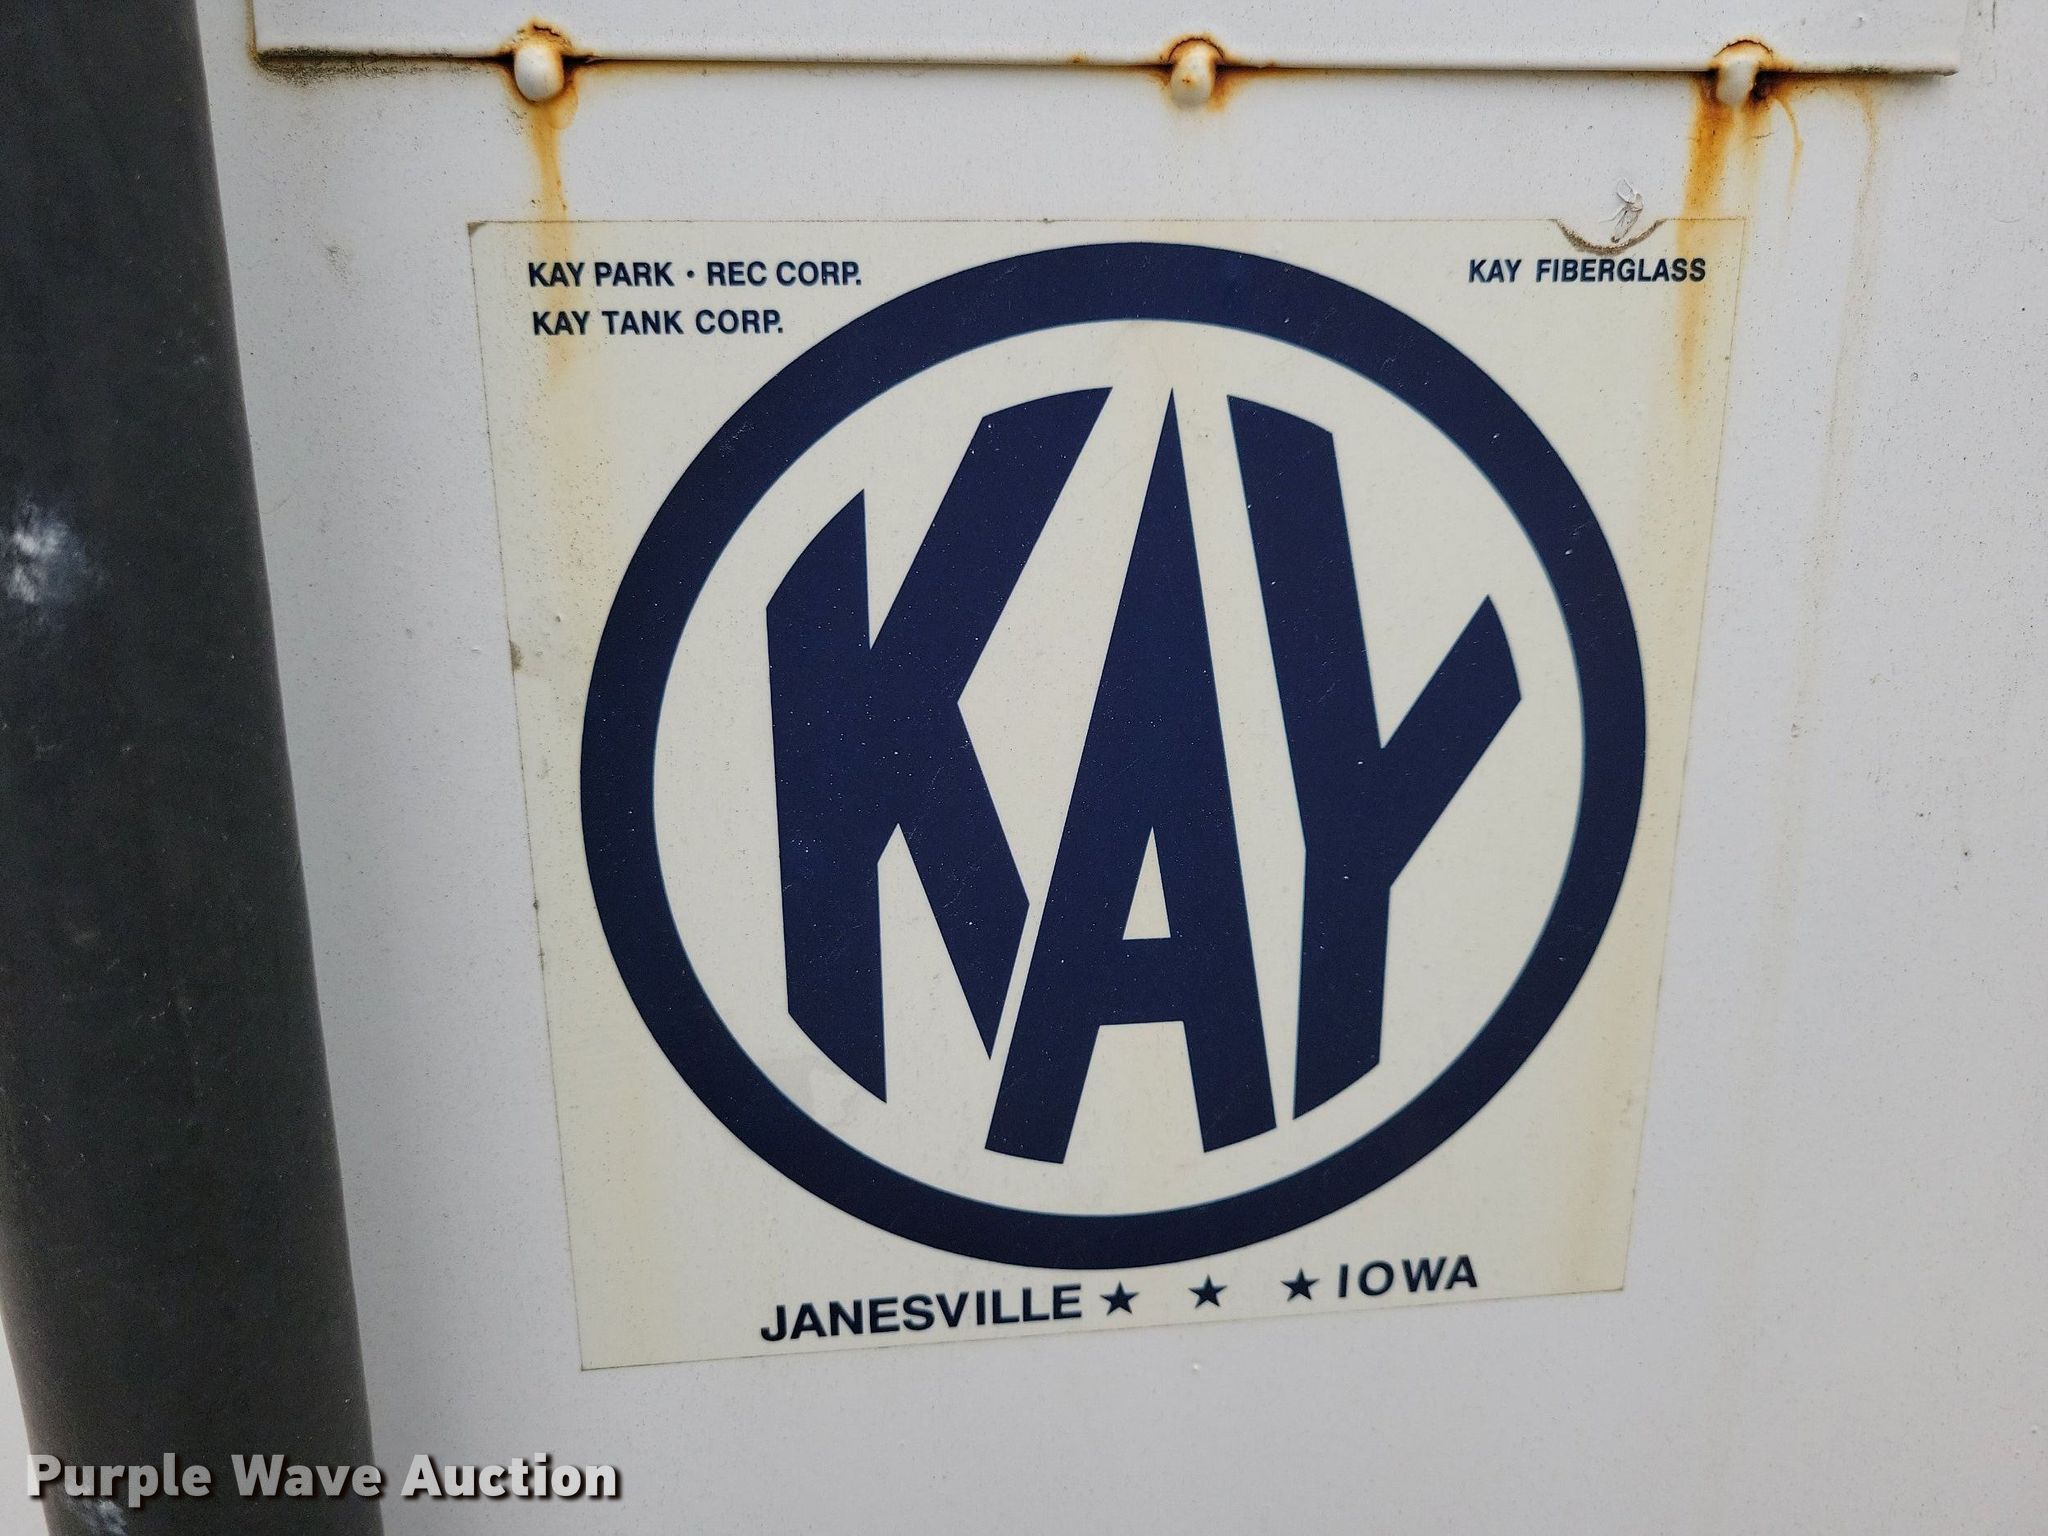 KAY PARK · REC CORP.
KAY TANK CORP.
KAY FIBERGLASS
KAY
JANESVILLE ★ ★ ★ IOWA
Purple Wave Auction